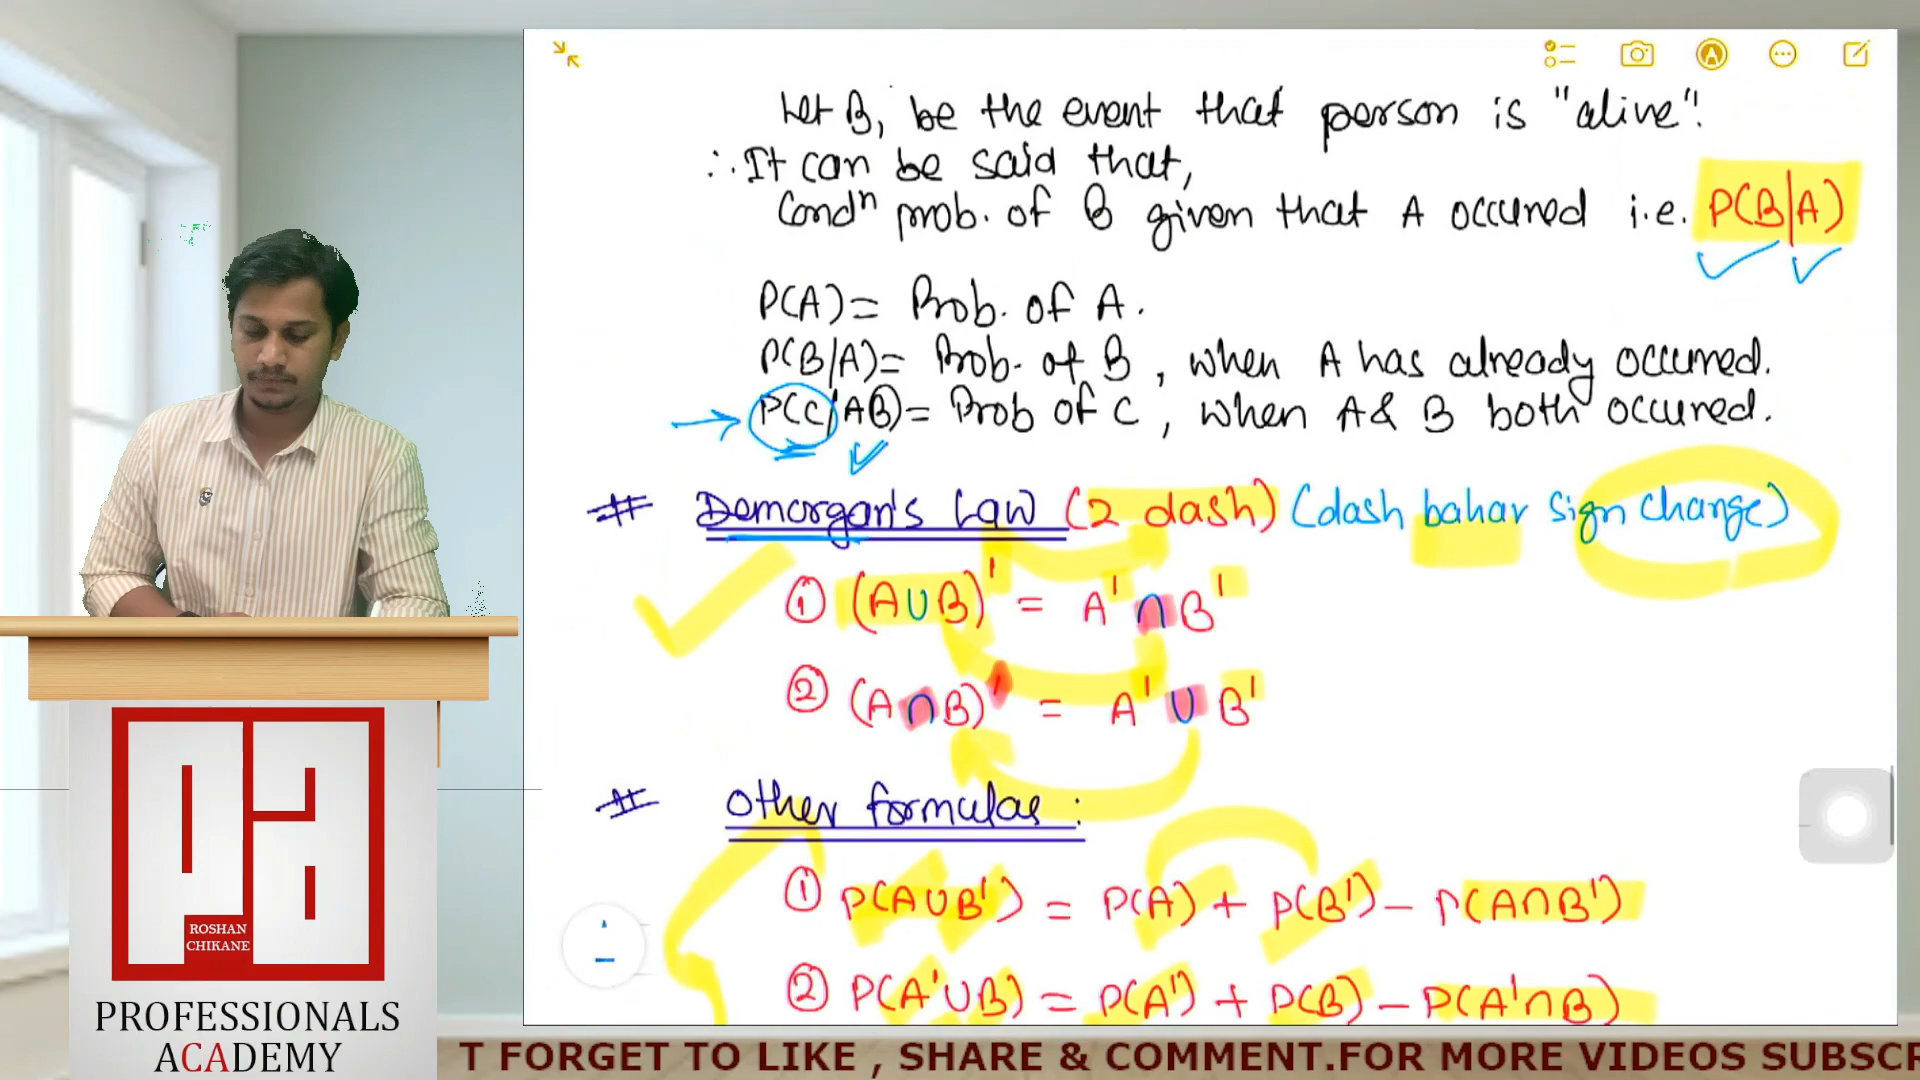 Let B, be the event that person is "alive".
∴ It can be said that,
Condⁿ prob. of B given that A occured i.e. P(B|A)
P(A) = Prob. of A.
P(B/A) = Prob. of B, when A has already occurred.
P(C/AB) = Prob of C, when A & B both occured.
# Demorgan's Law (2 dash) (dash bahar sign change)
① (A∪B)' = A' ∩ B'
② (A∩B)' = A' ∪ B'
# Other formulas :
① P(A∪B') = P(A) + P(B') - P(A∩B')
② P(A'∪B) = P(A') + P(B) - P(A'∩B)
ROSHAN
CHIKANE
PROFESSIONALS
ACADEMY
T FORGET TO LIKE , SHARE & COMMENT.FOR MORE VIDEOS SUBSCR